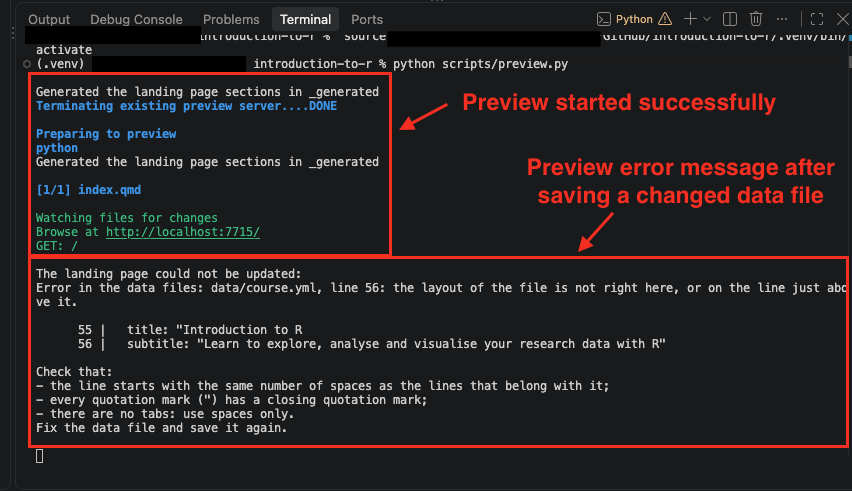 Output Debug Console Problems Terminal Ports Python
introduction-to-r % source GitHub/introduction-to-r/.venv/bin/
activate
(.venv) introduction-to-r % python scripts/preview.py
Generated the landing page sections in _generated
Terminating existing preview server....DONE
Preview started successfully
Preparing to preview
python
Generated the landing page sections in _generated
Preview error message after
saving a changed data file
[1/1] index.qmd
Watching files for changes
Browse at http://localhost:7715/
GET: /
The landing page could not be updated:
Error in the data files: data/course.yml, line 56: the layout of the file is not right here, or on the line just abo
ve it.
55 | title: "Introduction to R
56 | subtitle: "Learn to explore, analyse and visualise your research data with R"
Check that:
- the line starts with the same number of spaces as the lines that belong with it;
- every quotation mark (") has a closing quotation mark;
- there are no tabs: use spaces only.
Fix the data file and save it again.